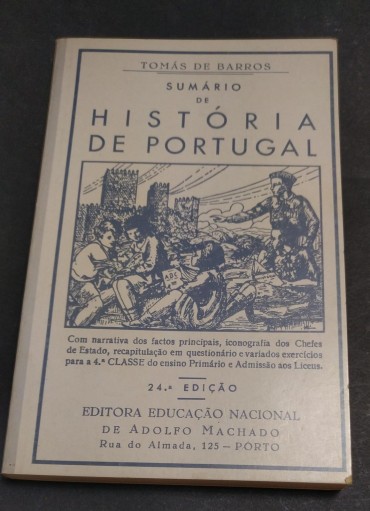 TOMÁS DE BARROS
SUMÁRIO
DE
HISTÓRIA
DE PORTUGAL
Com narrativa dos factos principais, iconografia dos Chefes
de Estado, recapitulação em questionário e variados exercícios
para a 4.ª CLASSE do ensino Primário e Admissão aos Liceus.
24.ª EDIÇÃO
EDITORA EDUCAÇÃO NACIONAL
DE ADOLFO MACHADO
Rua do Almada, 125 — PÔRTO